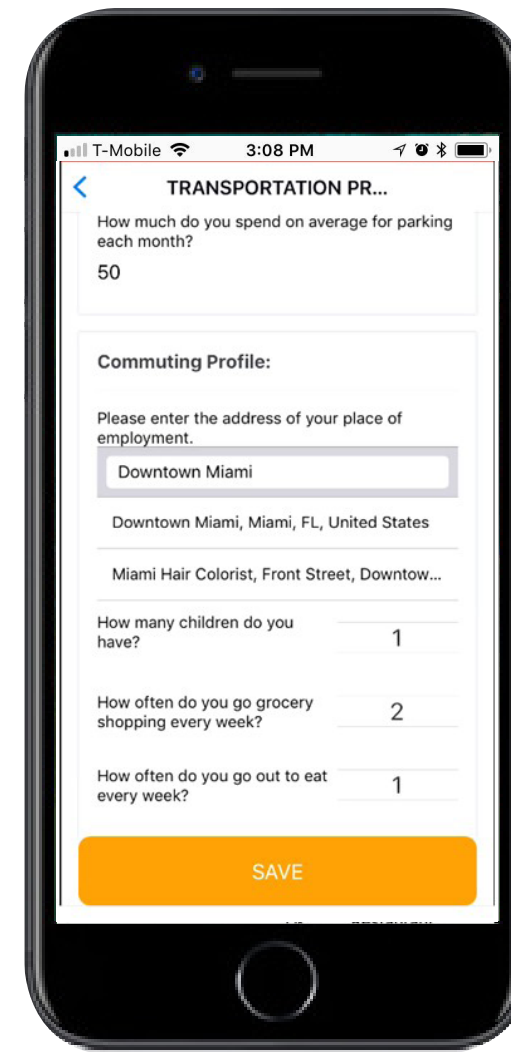 T-Mobile 3:08 PM
TRANSPORTATION PR...
How much do you spend on average for parking
each month?
50
Commuting Profile:
Please enter the address of your place of
employment.
Downtown Miami
Downtown Miami, Miami, FL, United States
Miami Hair Colorist, Front Street, Downtow...
How many children do you
have?
1
How often do you go grocery
shopping every week?
2
How often do you go out to eat
every week?
1
SAVE